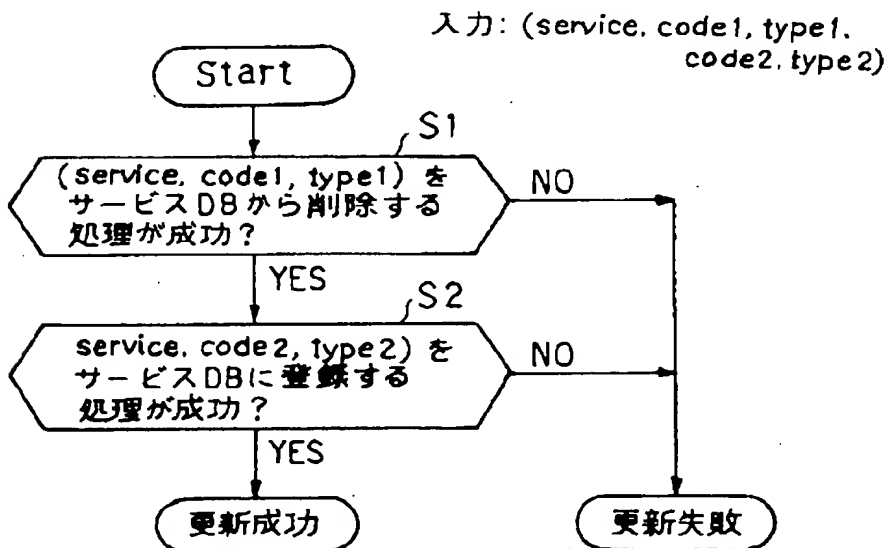 入力: (service, code1, type1,
code2, type2)
Start
S1
(service, code1, type1) を
サービスDBから削除する
処理が成功?
NO
YES
S2
service, code2, type2) を
サービスDBに登録する
処理が成功?
NO
YES
更新成功
更新失敗